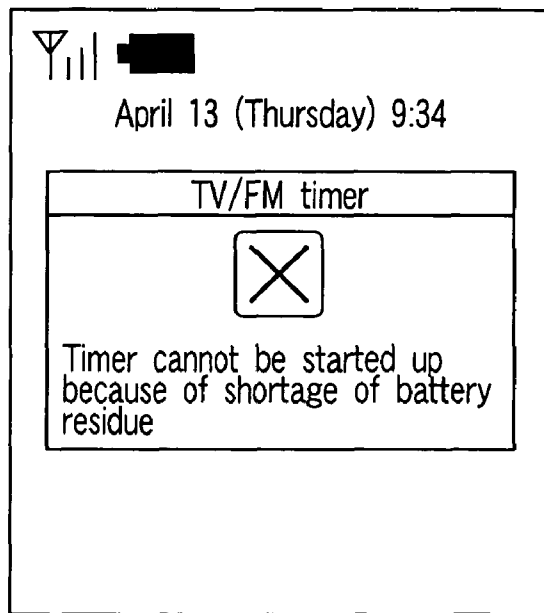 April 13 (Thursday) 9:34
TV/FM timer
Timer cannot be started up
because of shortage of battery
residue